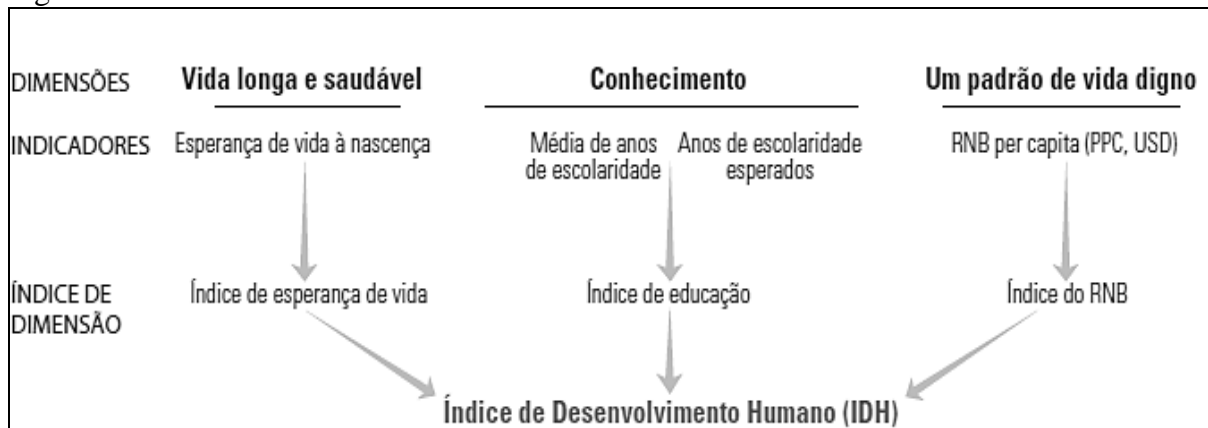 DIMENSÕES Vida longa e saudável Conhecimento Um padrão de vida digno
INDICADORES Esperança de vida à nascença Média de anos de escolaridade Anos de escolaridade esperados RNB per capita (PPC, USD)
ÍNDICE DE DIMENSÃO Índice de esperança de vida Índice de educação Índice do RNB
Índice de Desenvolvimento Humano (IDH)